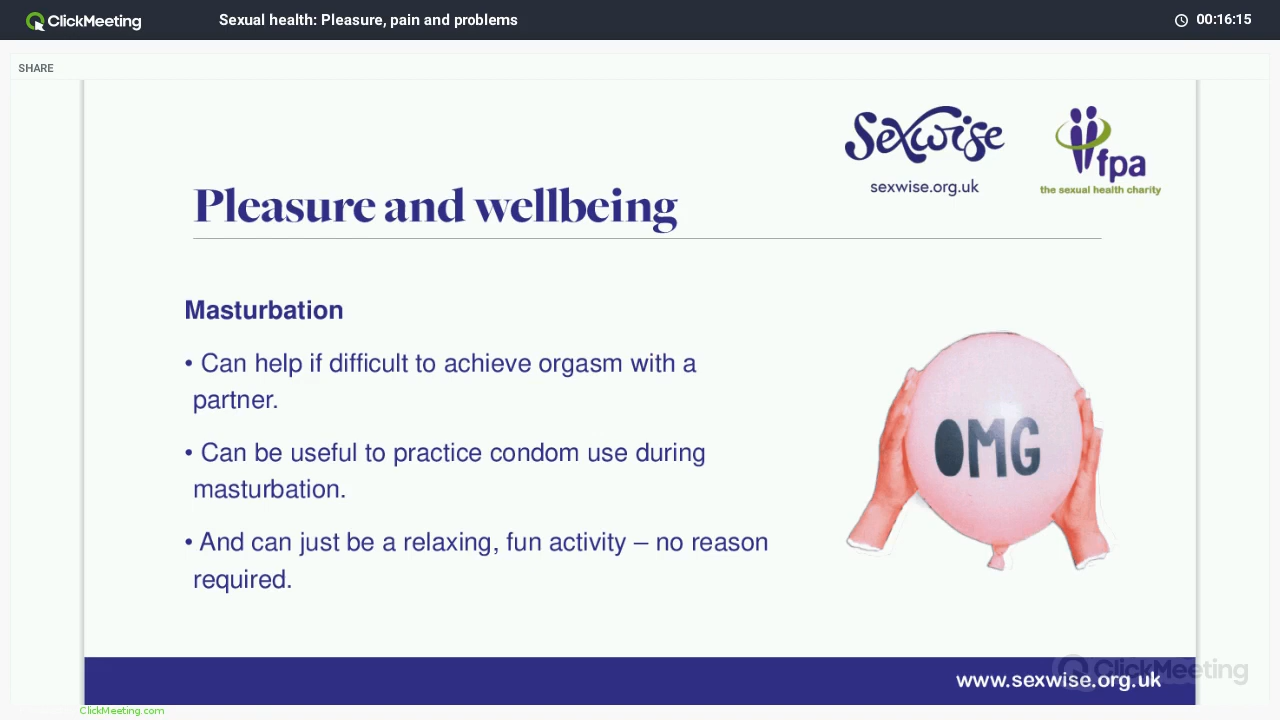 ClickMeeting
Sexual health: Pleasure, pain and problems
00:16:15
SHARE
Sexwise
sexwise.org.uk
fpa
the sexual health charity
Pleasure and wellbeing
Masturbation
• Can help if difficult to achieve orgasm with a
partner.
• Can be useful to practice condom use during
masturbation.
• And can just be a relaxing, fun activity – no reason
required.
OMG
ClickMeeting
www.sexwise.org.uk
ClickMeeting.com